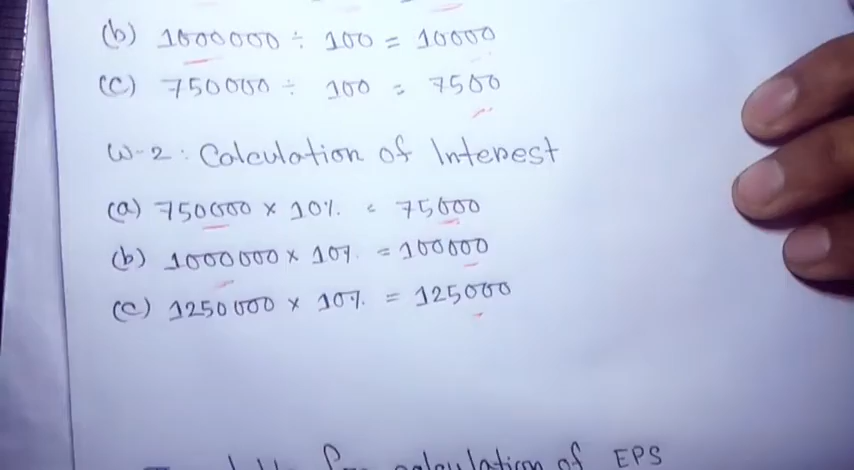 (b) 1000000 ÷ 100 = 10000
(c) 750000 ÷ 100 = 7500
W-2: Calculation of Interest
(a) 750000 x 10% = 75000
(b) 1000000 x 10% = 100000
(c) 1250000 x 10% = 125000
calculation of EPS